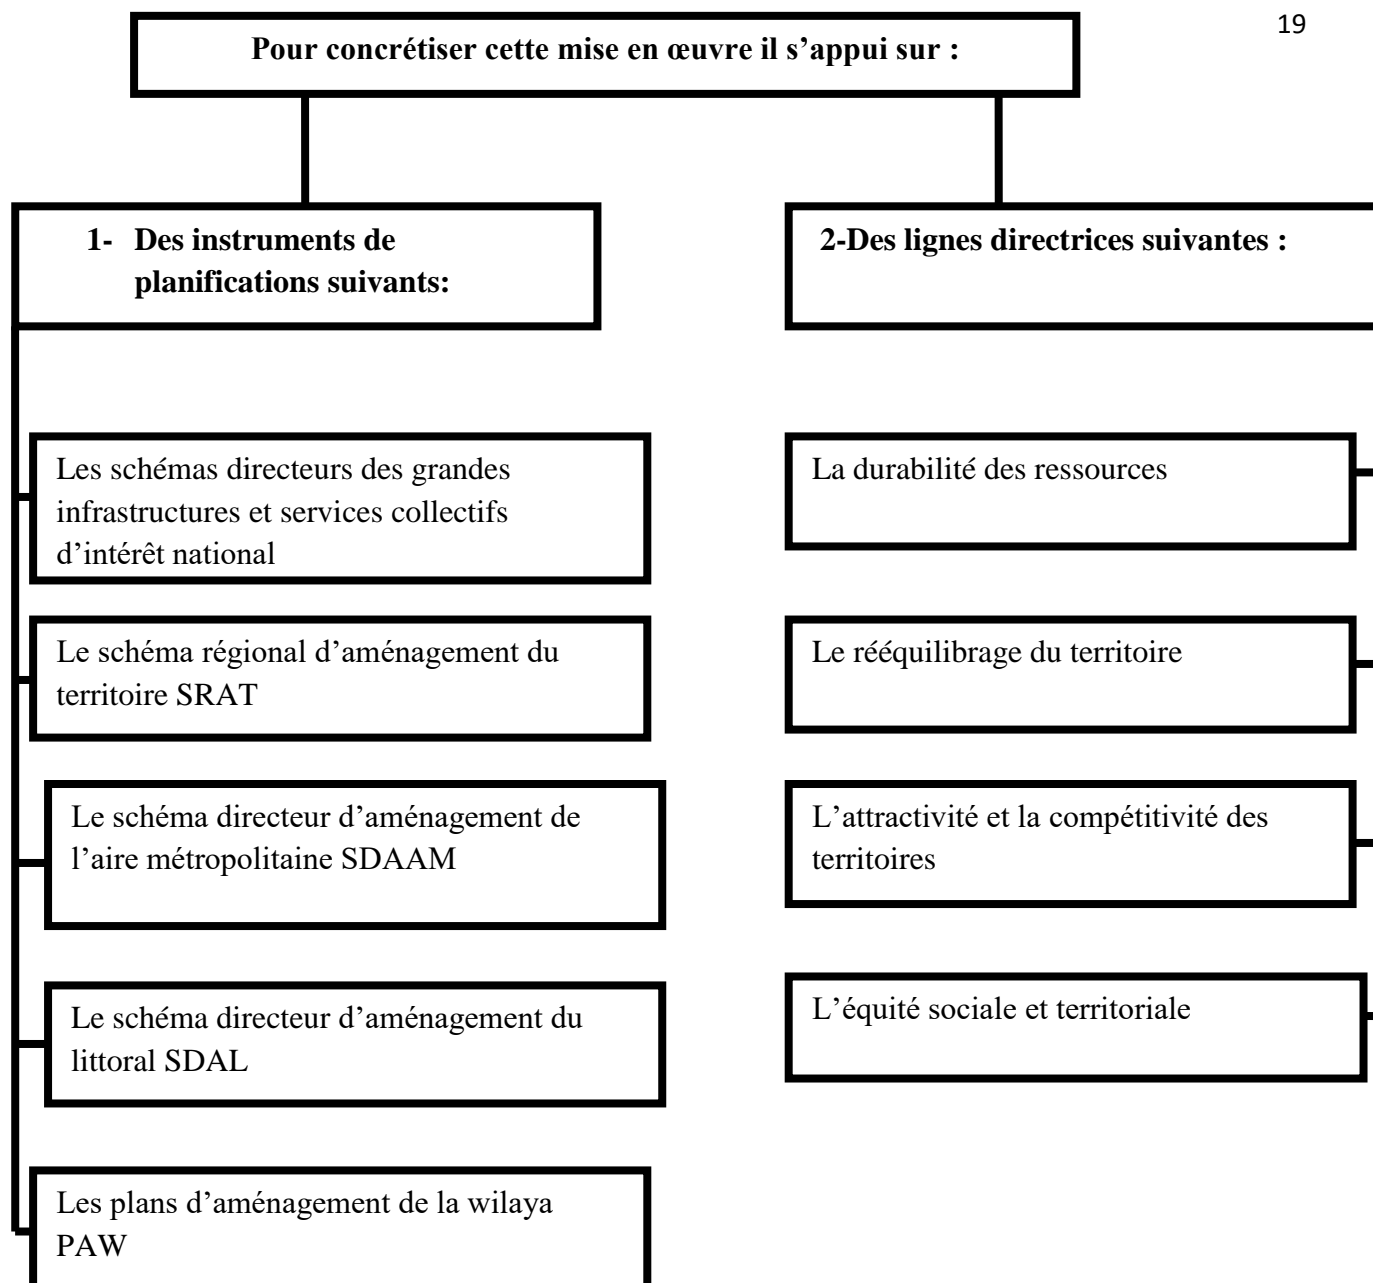 19
Pour concrétiser cette mise en œuvre il s’appui sur :
1- Des instruments de
planifications suivants:
Les schémas directeurs des grandes
infrastructures et services collectifs
d’intérêt national
Le schéma régional d’aménagement du
territoire SRAT
Le schéma directeur d’aménagement de
l’aire métropolitaine SDAAM
Le schéma directeur d’aménagement du
littoral SDAL
Les plans d’aménagement de la wilaya
PAW
2-Des lignes directrices suivantes :
La durabilité des ressources
Le rééquilibrage du territoire
L’attractivité et la compétitivité des
territoires
L’équité sociale et territoriale